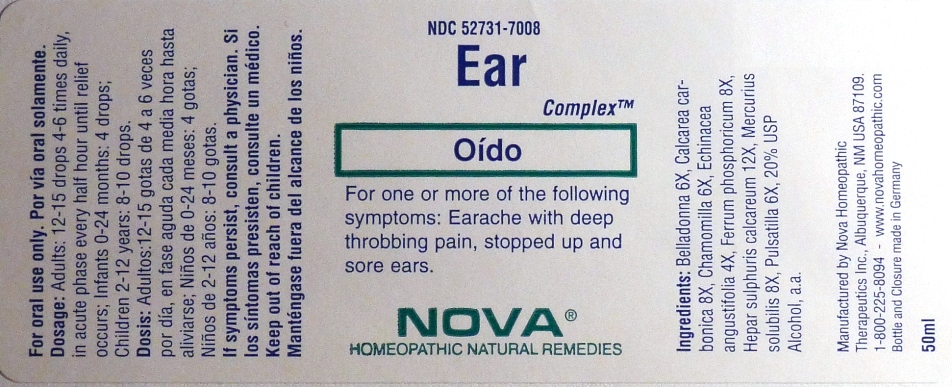 For oral use only. Por vía oral solamente.
Dosage: Adults: 12-15 drops 4-6 times daily,
in acute phase every half hour until relief
occurs; Infants 0-24 months: 4 drops;
Children 2-12 years: 8-10 drops.
Dosis: Adultos:12-15 gotas de 4 a 6 veces
por día, en fase aguda cada media hora hasta
aliviarse; Niños de 0-24 meses: 4 gotas;
Niños de 2-12 años: 8-10 gotas.
If symptoms persist, consult a physician. Si
los síntomas presisten, consulte un médico.
Keep out of reach of children.
Manténgase fuera del alcance de los niños.
NDC 52731-7008
Ear
Complex™
Oído
For one or more of the following
symptoms: Earache with deep
throbbing pain, stopped up and
sore ears.
NOVA®
HOMEOPATHIC NATURAL REMEDIES
Ingredients: Belladonna 6X, Calcarea car-
bonica 8X, Chamomilla 6X, Echinacea
angustifolia 4X, Ferrum phosphoricum 8X,
Hepar sulphuris calcareum 12X, Mercurius
solubilis 8X, Pulsatilla 6X, 20% USP
Alcohol, a.a.
Manufactured by Nova Homeopathic
Therapeutics Inc., Albuquerque, NM USA 87109.
1-800-225-8094 - www.novahomeopathic.com
Bottle and Closure made in Germany
50ml